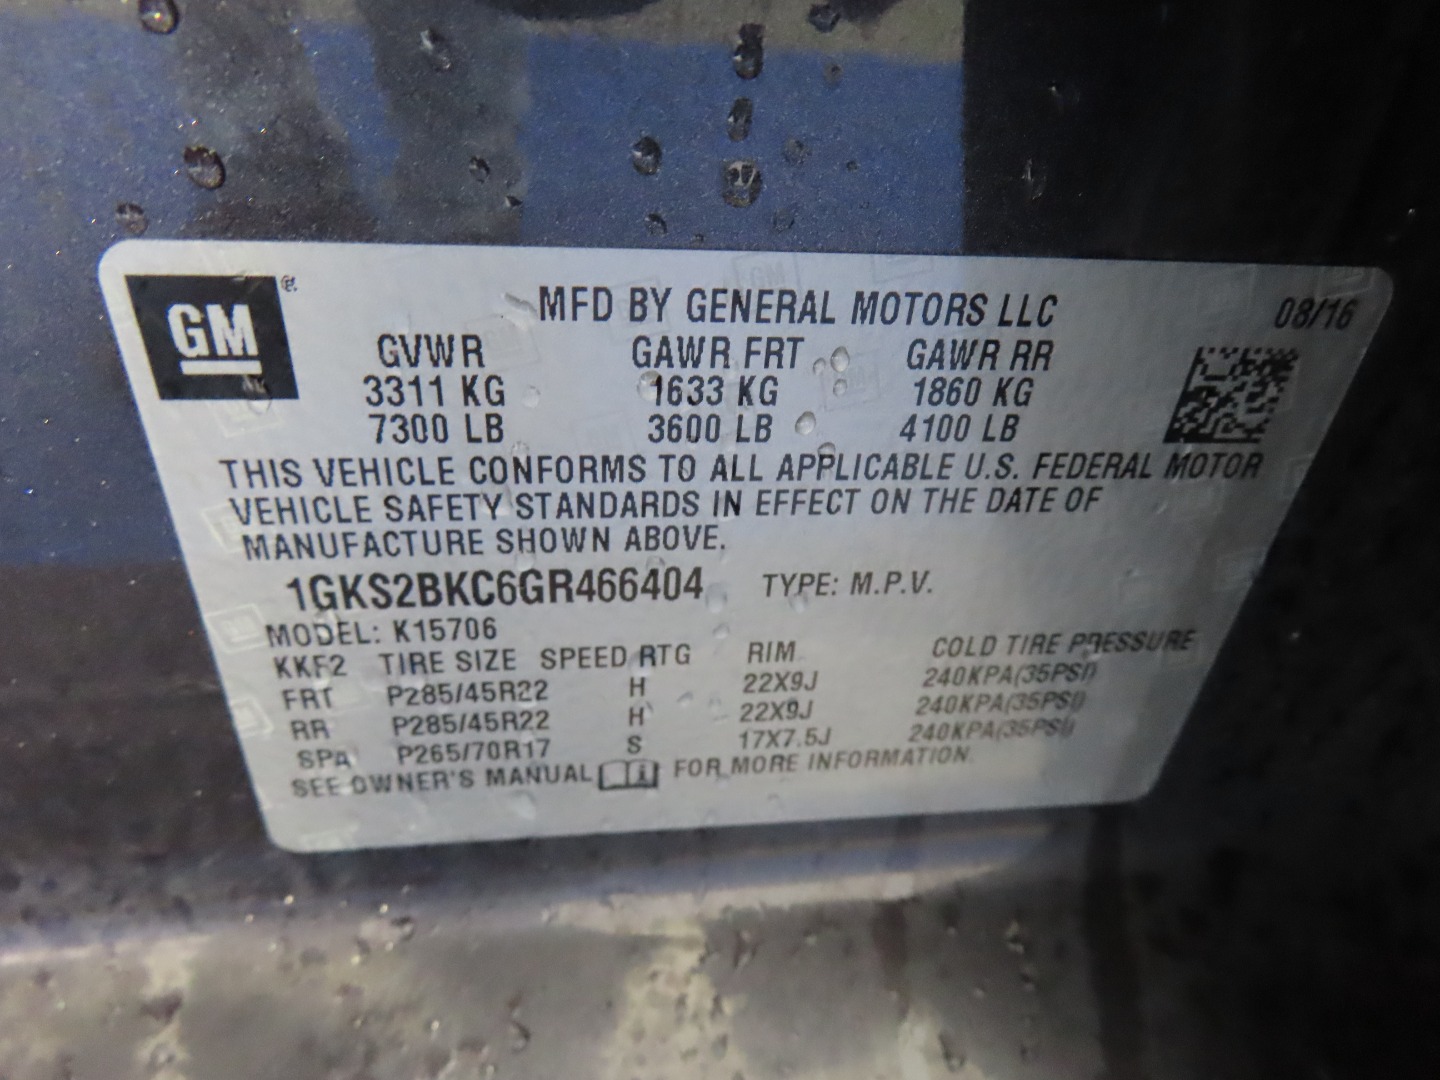 GM ®
MFD BY GENERAL MOTORS LLC 08/16
GVWR GAWR FRT GAWR RR
3311 KG 1633 KG 1860 KG
7300 LB 3600 LB 4100 LB
THIS VEHICLE CONFORMS TO ALL APPLICABLE U.S. FEDERAL MOTOR
VEHICLE SAFETY STANDARDS IN EFFECT ON THE DATE OF
MANUFACTURE SHOWN ABOVE.
1GKS2BKC6GR466404 TYPE: M.P.V.
MODEL: K15706
KKF2 TIRE SIZE SPEED RTG RIM COLD TIRE PRESSURE
FRT P285/45R22 H 22X9J 240KPA(35PSI)
RR P285/45R22 H 22X9J 240KPA(35PSI)
SPA P265/70R17 S 17X7.5J 240KPA(35PSI)
SEE OWNER'S MANUAL FOR MORE INFORMATION.